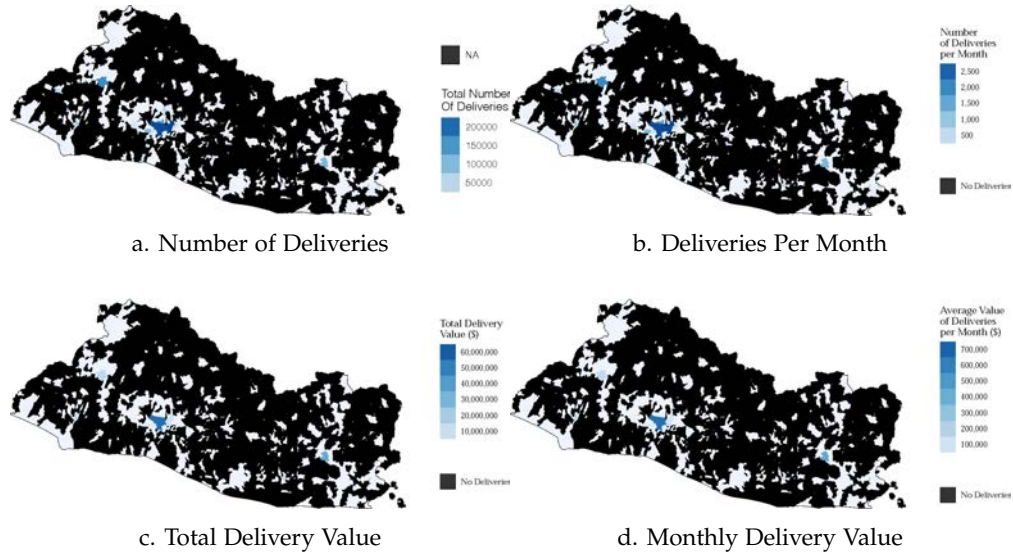 NA
Total Number
Of Deliveries
200000
150000
100000
50000
a. Number of Deliveries
Number
of Deliveries
per Month
2,500
2,000
1,500
1,000
500
No Deliveries
b. Deliveries Per Month
Total Delivery
Value ($)
60,000,000
50,000,000
40,000,000
30,000,000
20,000,000
10,000,000
No Deliveries
c. Total Delivery Value
Average Value
of Deliveries
per Month ($)
700,000
600,000
500,000
400,000
300,000
200,000
100,000
No Deliveries
d. Monthly Delivery Value